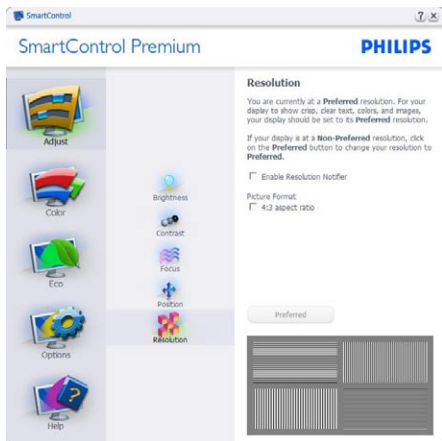 SmartControl
SmartControl Premium
PHILIPS
Adjust
Color
Eco
Options
Help
Brightness
Contrast
Focus
Position
Resolution
Resolution
You are currently at a Preferred resolution. For your
display to show crisp, clear text, colors, and images,
your display should be set to its Preferred resolution.
If your display is at a Non-Preferred resolution, click
on the Preferred button to change your resolution to
Preferred.
Enable Resolution Notifier
Picture Format
4:3 aspect ratio
Preferred